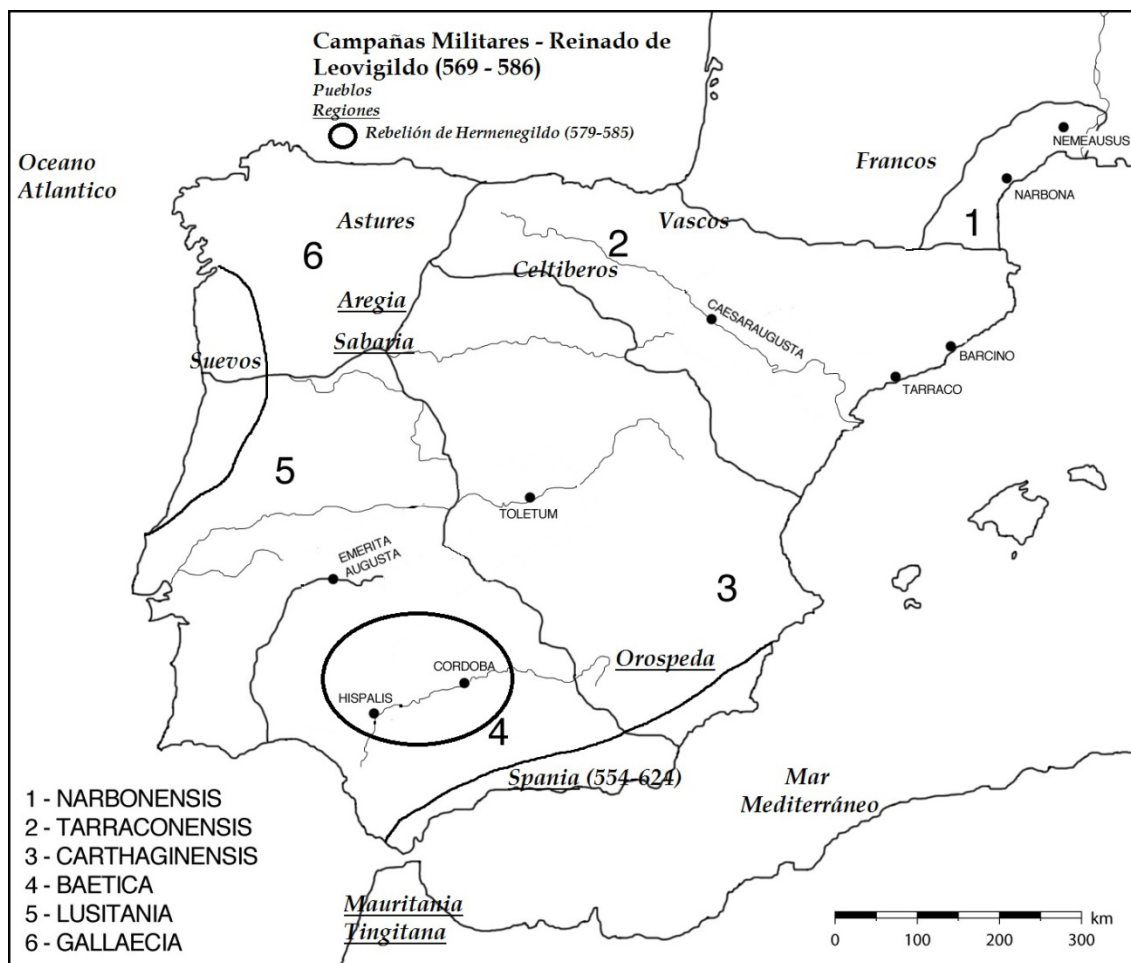 Campañas Militares - Reinado de
Leovigildo (569 - 586)
Pueblos
Regiones
Rebelión de Hermenegildo (579-585)
Oceano
Atlantico
Francos
NEMEAUSUS
NARBONA
1
Astures
Vascos
2
6
Celtiberos
Aregia
CAESARAUGUSTA
Sabaria
BARCINO
Suevos
TARRACO
5
TOLETUM
EMERITA
AUGUSTA
3
Orospeda
CORDOBA
HISPALIS
4
Spania (554-624)
Mar
Mediterráneo
1 - NARBONENSIS
2 - TARRACONENSIS
3 - CARTHAGINENSIS
4 - BAETICA
5 - LUSITANIA
6 - GALLAECIA
Mauritania
Tingitana
km
0 100 200 300